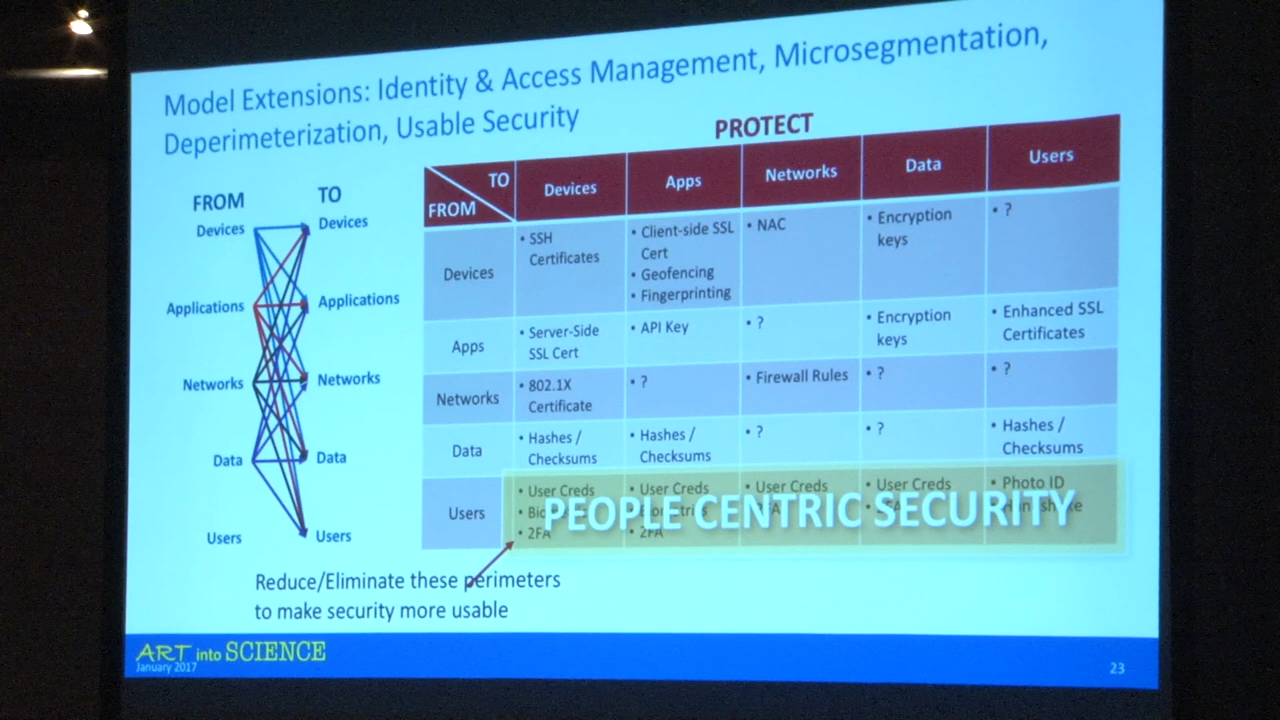 Model Extensions: Identity & Access Management, Microsegmentation,
Deperimeterization, Usable Security
PROTECT
FROM
TO
Devices
Devices
Applications
Applications
Networks
Networks
Data
Data
Users
Users
TO
FROM
Devices
Apps
Networks
Data
Users
Devices
• SSH
Certificates
• Client-side SSL
Cert
• Geofencing
• Fingerprinting
• NAC
• Encryption
keys
• ?
Apps
• Server-Side
SSL Cert
• API Key
• ?
• Encryption
keys
• Enhanced SSL
Certificates
Networks
• 802.1X
Certificate
• ?
• Firewall Rules
• ?
• ?
Data
• Hashes /
Checksums
• Hashes /
Checksums
• ?
• ?
• Hashes /
Checksums
Users
• User Creds
• 2FA
• User Creds
• 2FA
• User Creds
• User Creds
• Photo ID
PEOPLE CENTRIC SECURITY
Reduce/Eliminate these perimeters
to make security more usable
ART into SCIENCE
January 2017
23